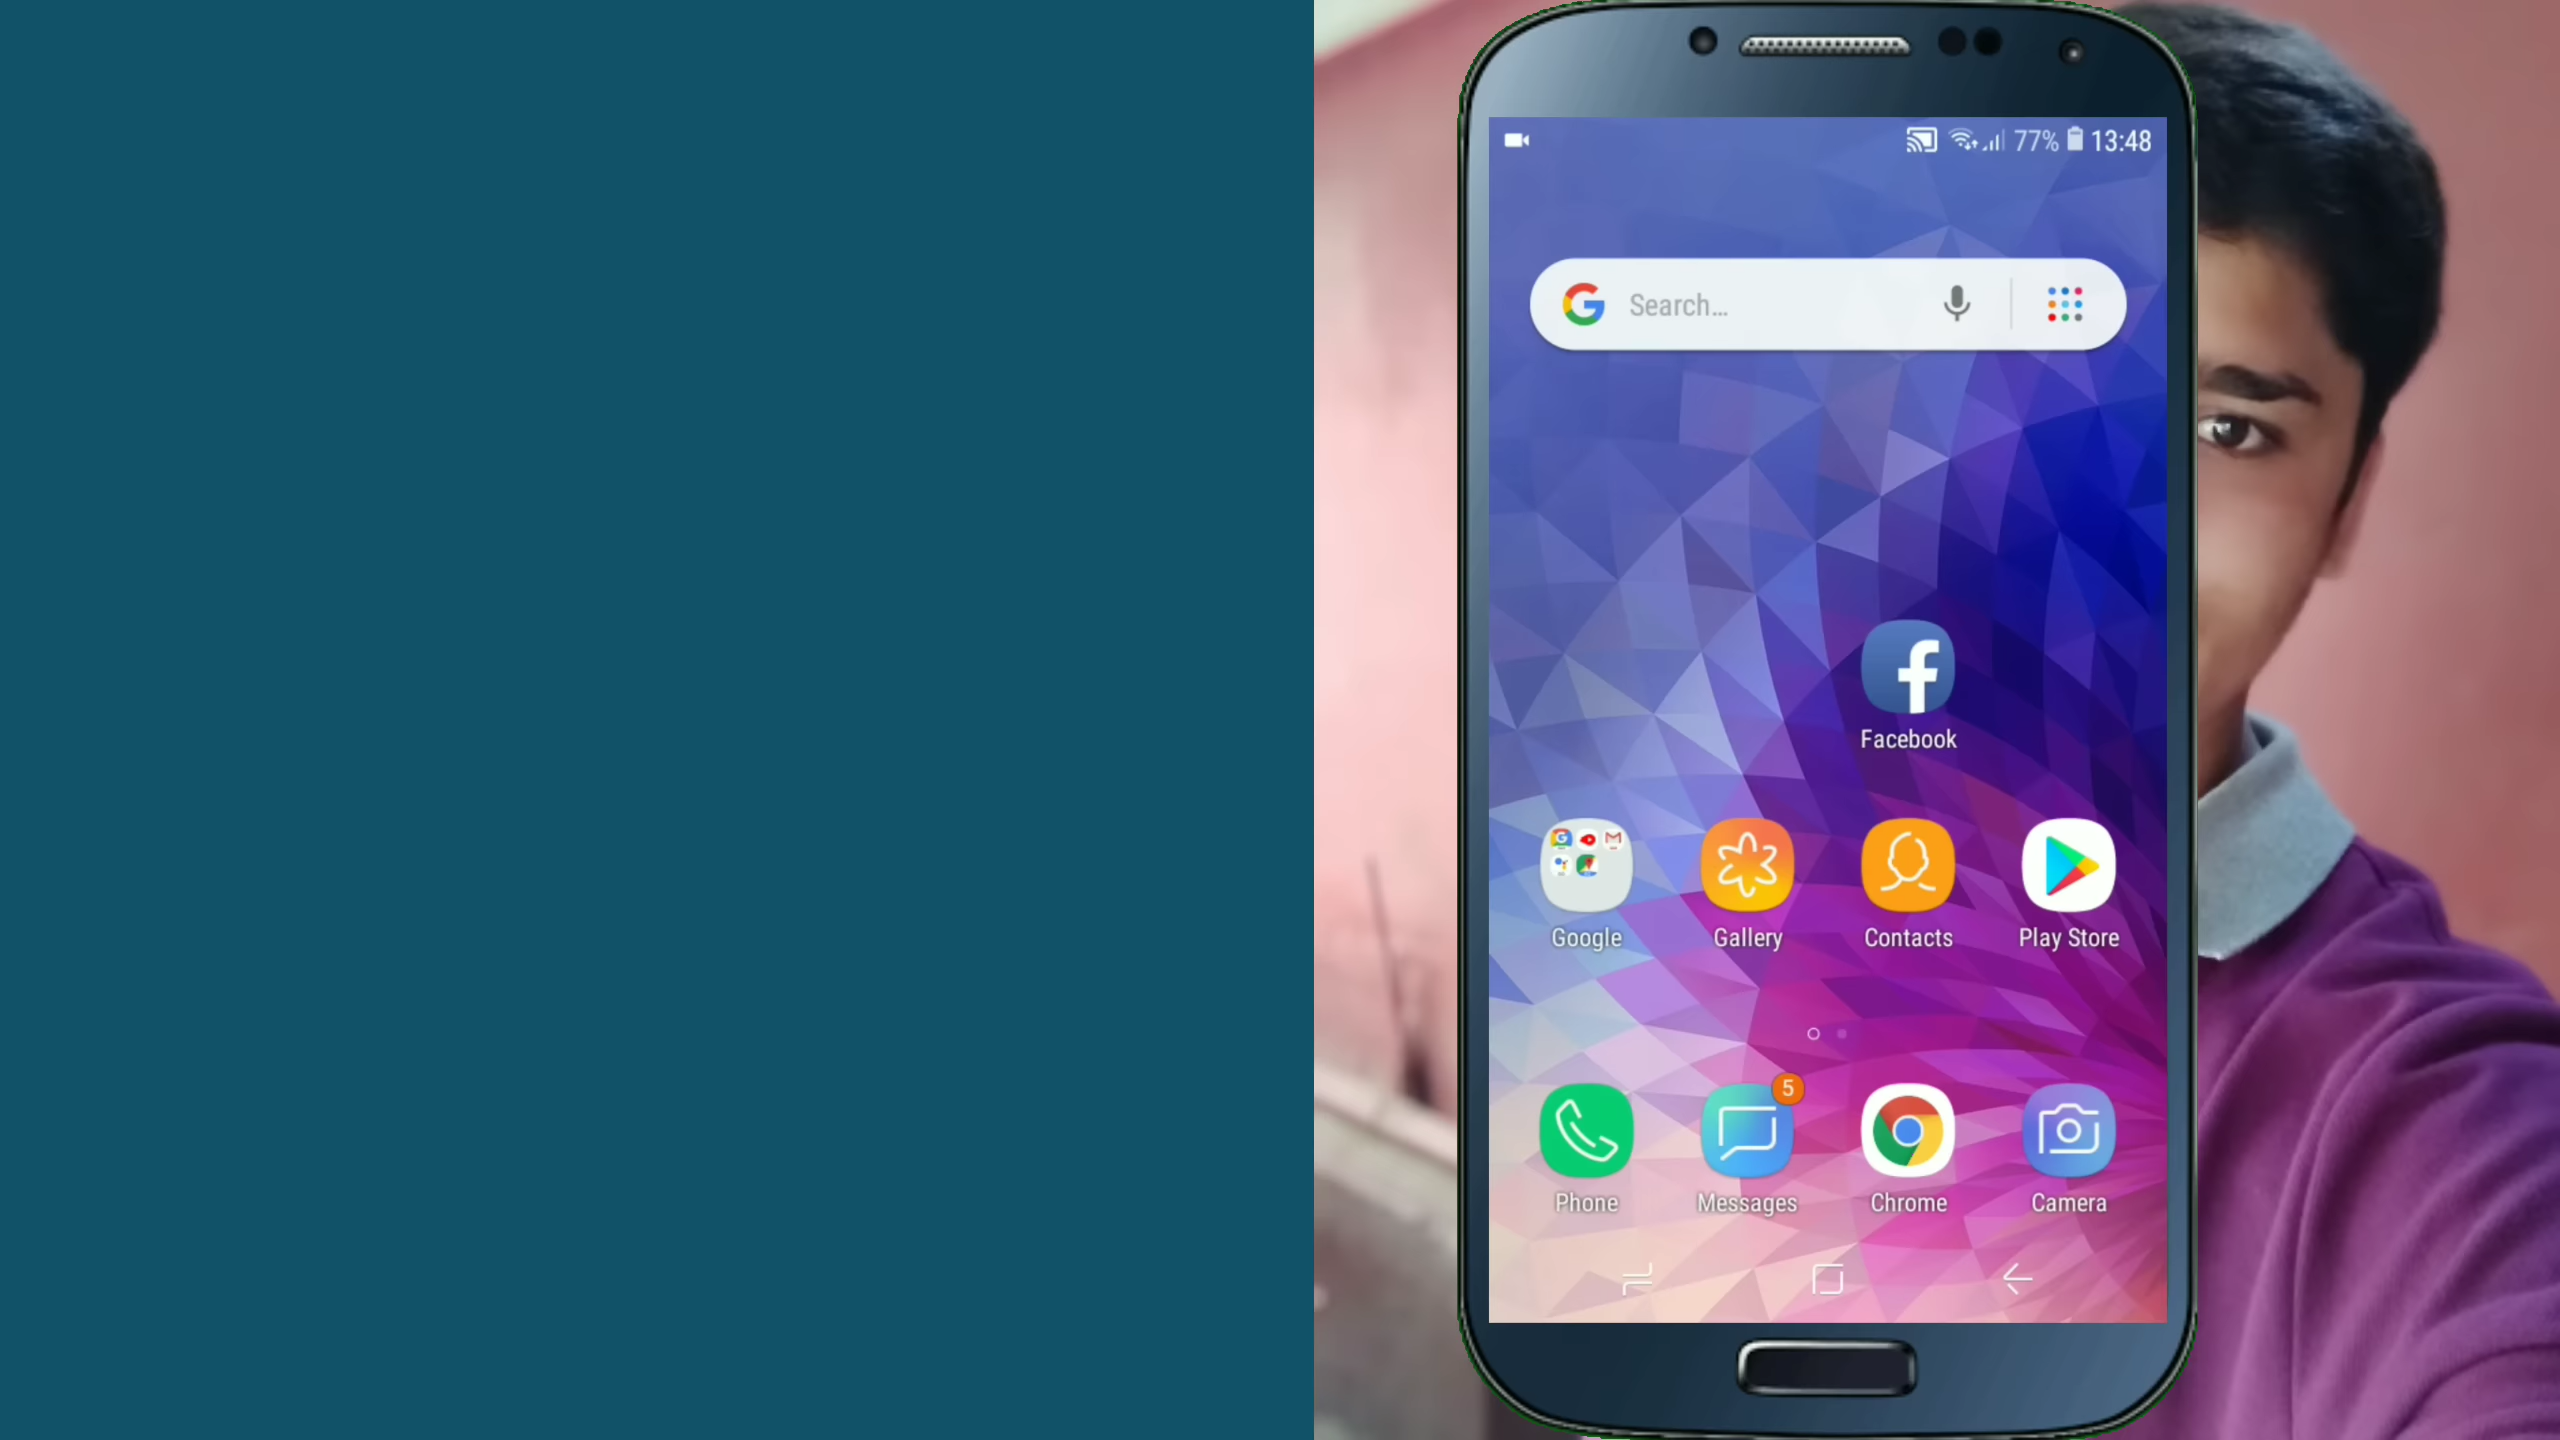 77% 13:48
Search...
Facebook
Google Gallery Contacts Play Store
5
Phone Messages Chrome Camera